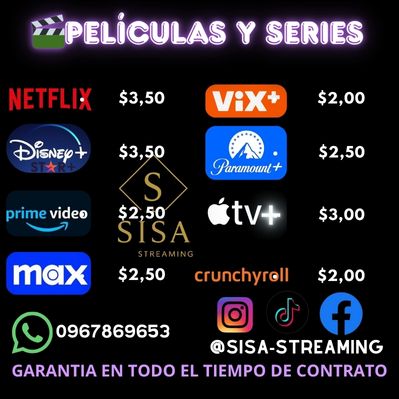 PELÍCULAS Y SERIES
NETFLIX $3,50
ViX+ $2,00
Disney+
STAR+ $3,50
Paramount+ $2,50
prime video $2,50
tv+ $3,00
S
SÍSA
STREAMING
max $2,50
crunchyroll $2,00
0967869653
@SISA-STREAMING
GARANTIA EN TODO EL TIEMPO DE CONTRATO